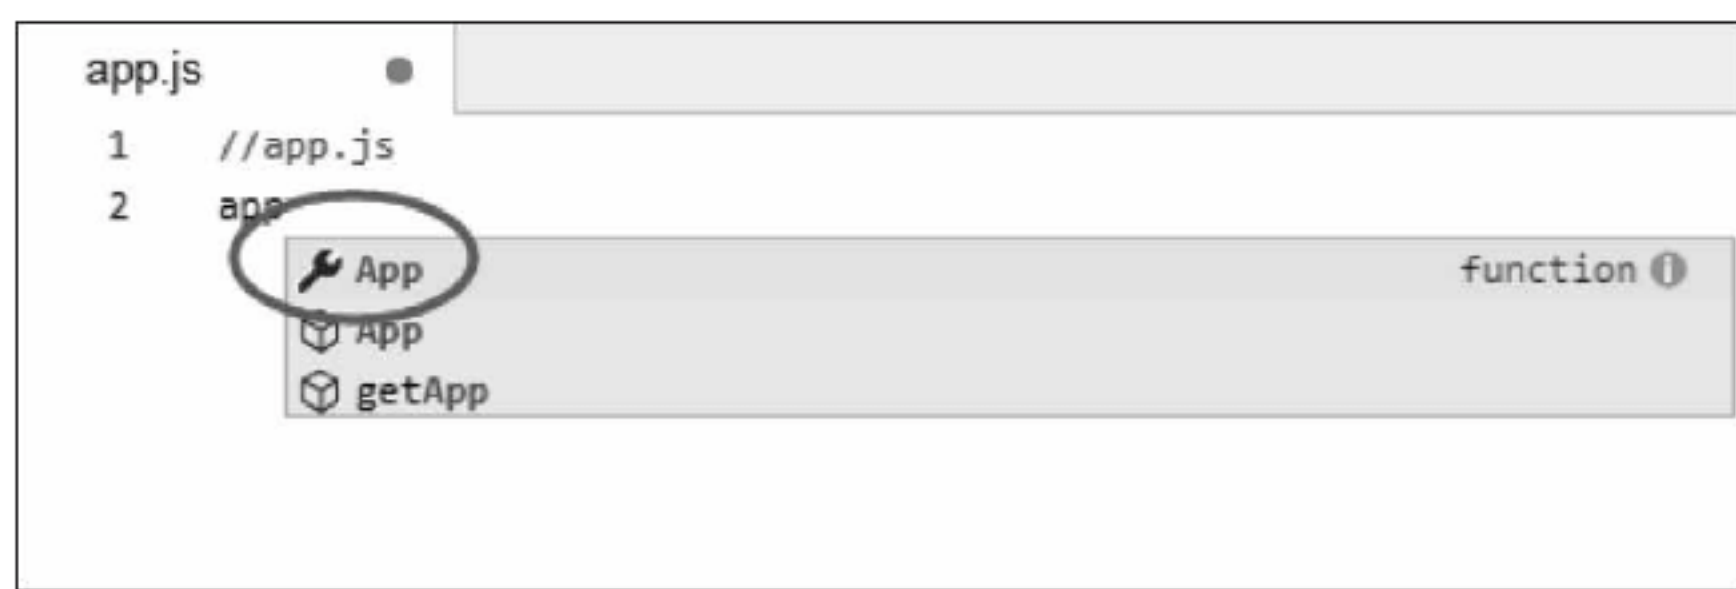 app.js
1 //app.js
2 app
App function
App
getApp